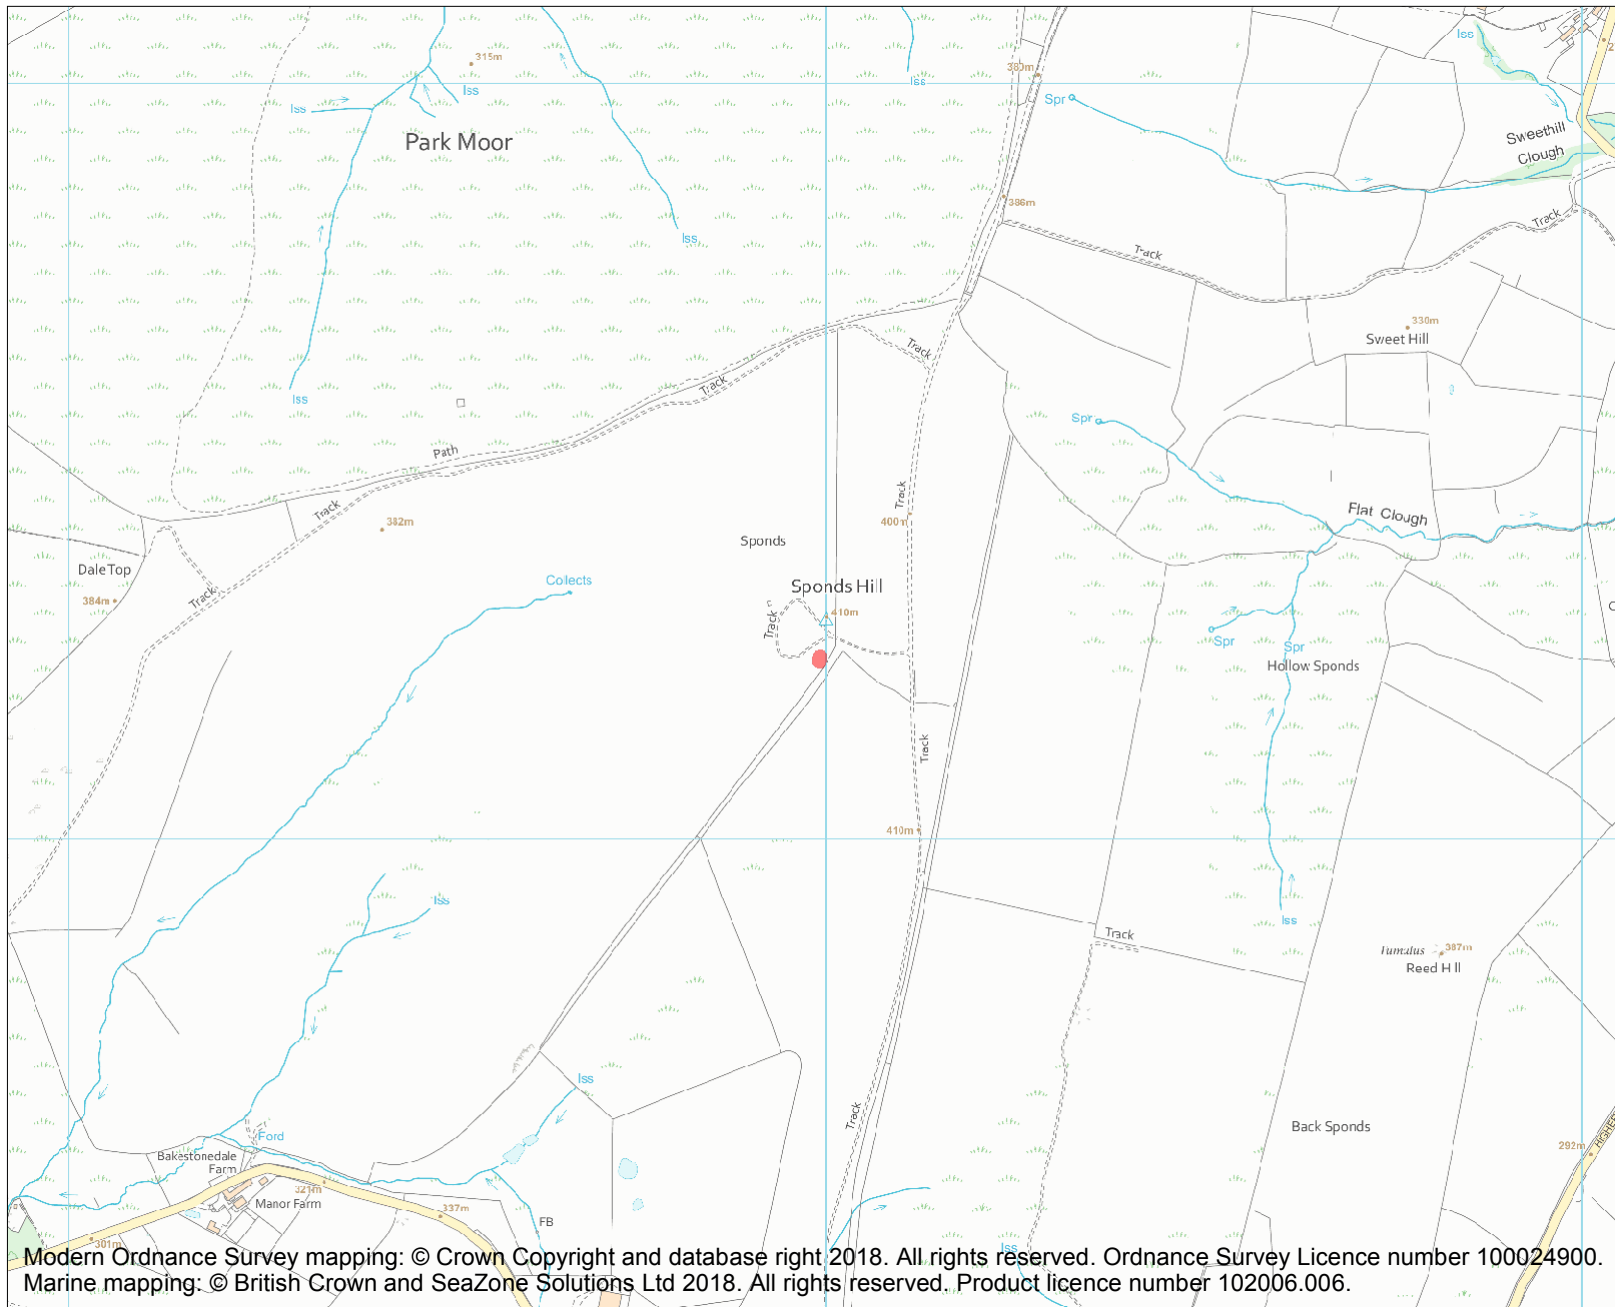 Iss
315m
380m
Iss
Iss
Iss
Spr
Park Moor
Sweethill
Clough
386m
Iss
Track
Track
330m
Sweet Hill
Track
Track
Iss
Spr
Path
Track
Track
Flat Clough
382m
400m
Sponds
Dale Top
Collects
Sponds Hill
384m
Track
410m
Track
Spr
Spr
Hollow Sponds
Track
410m
Iss
Iss
Track
Tumulus
387m
Reed Hill
Iss
Track
Back Sponds
Ford
292m
HIGHER
Bakestonedale
Farm
321m
Manor Farm
337m
FB
301m
Iss
Modern Ordnance Survey mapping: © Crown Copyright and database right 2018. All rights reserved. Ordnance Survey Licence number 100024900.
Marine mapping: © British Crown and SeaZone Solutions Ltd 2018. All rights reserved. Product licence number 102006.006.